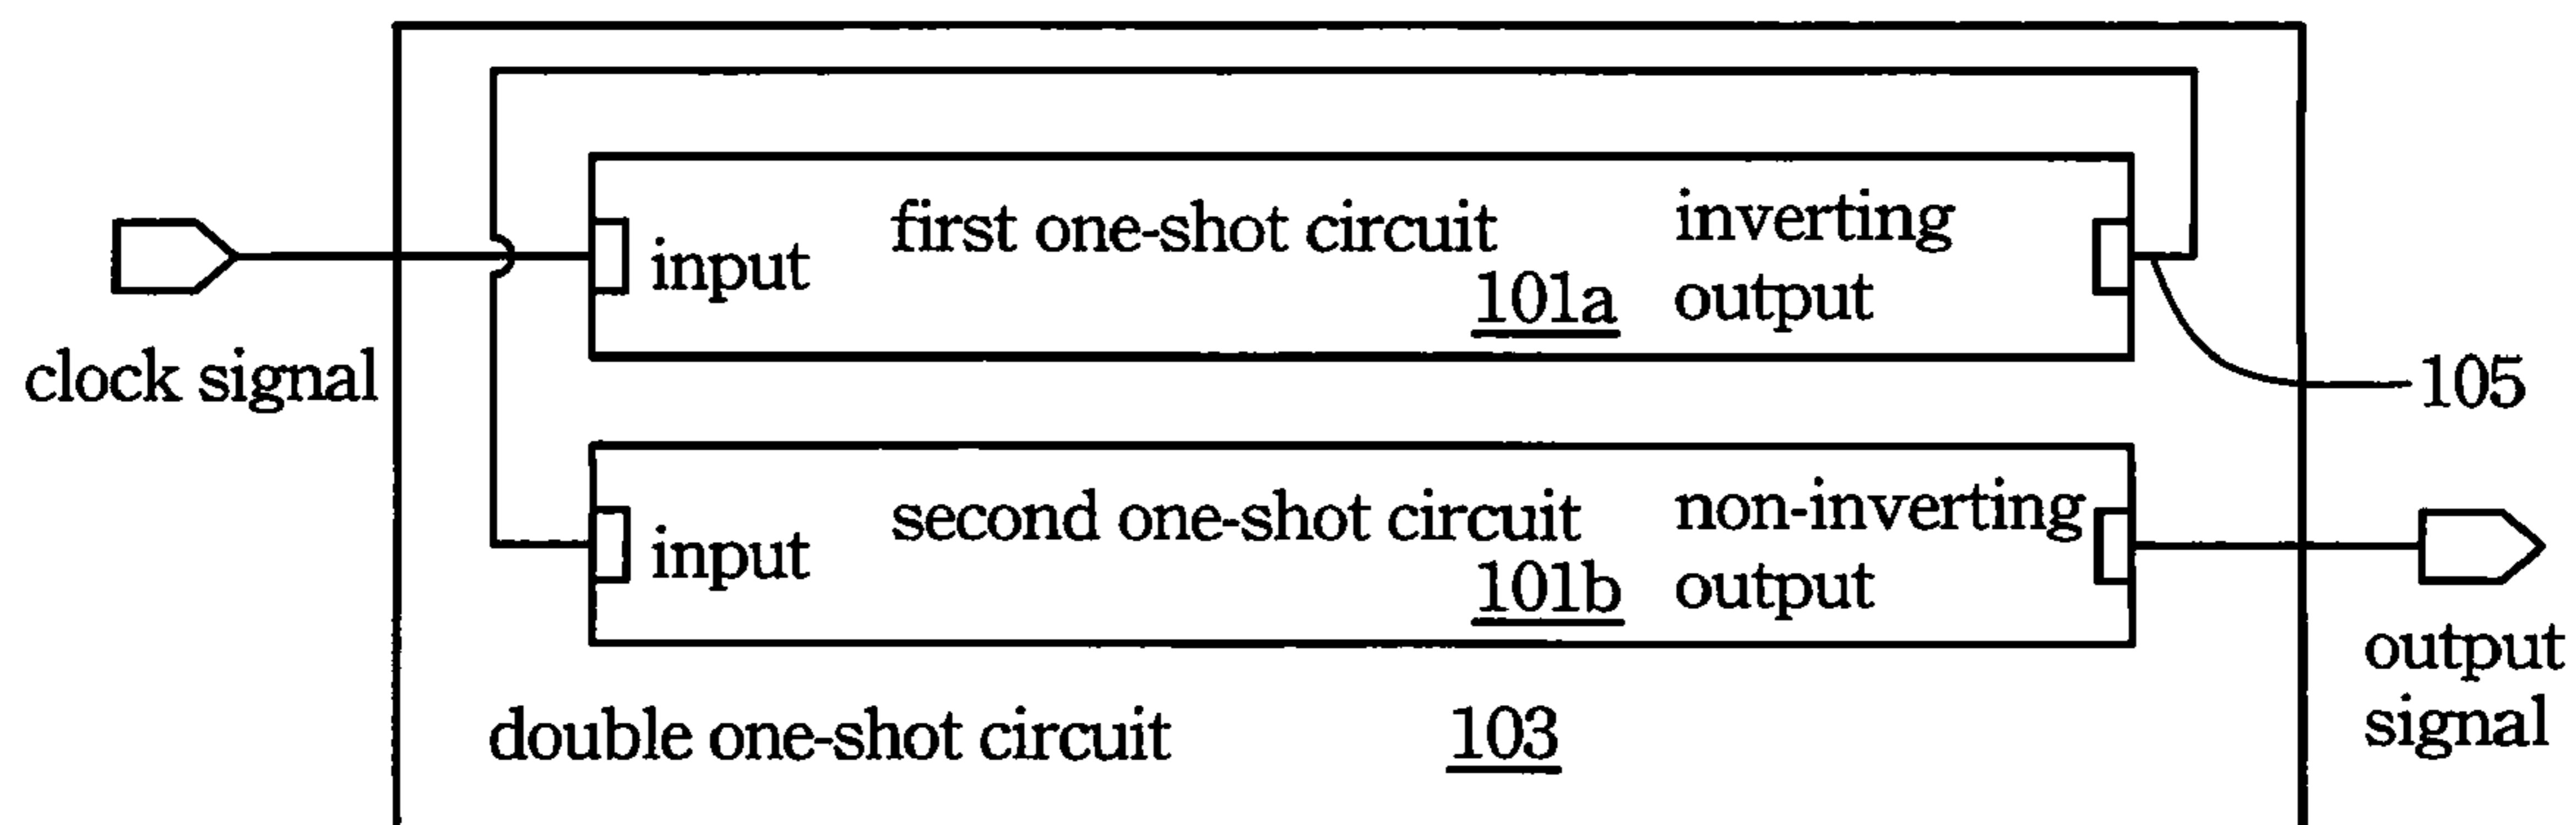 clock signal
input
first one-shot circuit
101a
inverting
output
105
input
second one-shot circuit
101b
non-inverting
output
output
signal
double one-shot circuit
103